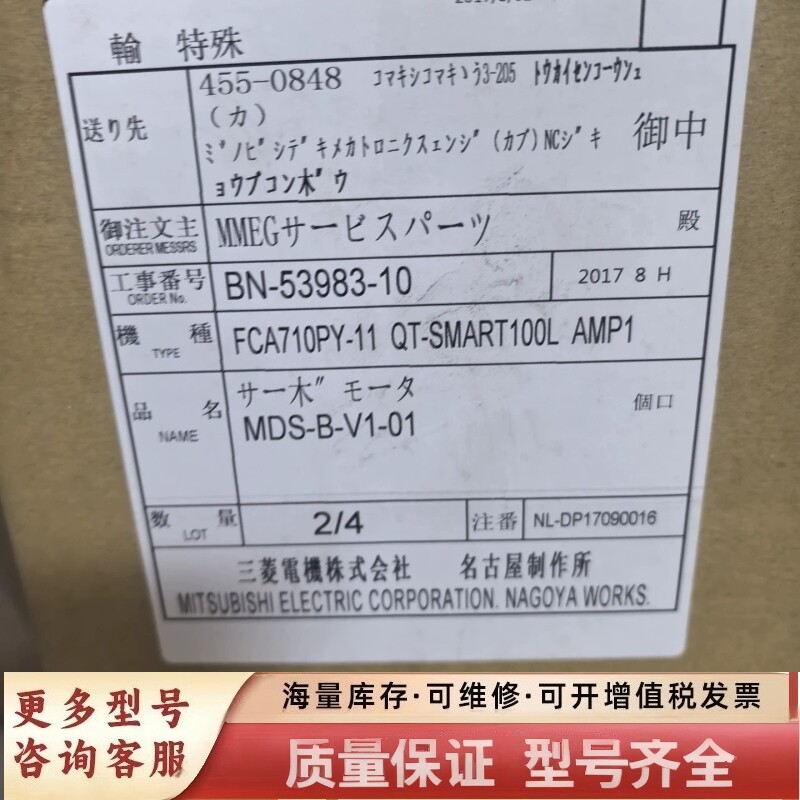 輸 特殊
送り先
455-0848 コマキシコマキゝう3-205 トウカイセンコーウンュ
(カ)
ミ゛ノビ゛シデ゛キメカトロニクスェンジ゛(カブ)NCジ゛キ
ョウブコン木゛ウ
御中
御注文主 MMEGサービスパーツ 殿
ORDERER MESSRS
工事番号 BN-53983-10 2017 8 H
ORDER No.
機 種 FCA710PY-11 QT-SMART100L AMP1
TYPE
品 名 サー木" モータ 個口
NAME MDS-B-V1-01
数 量 2/4 注番 NL-DP17090016
LOT
三菱電機株式会社 名古屋制作所
MITSUBISHI ELECTRIC CORPORATION. NAGOYA WORKS.
更多型号
咨询客服
海量库存·可维修·可开增值税发票
质量保证 型号齐全